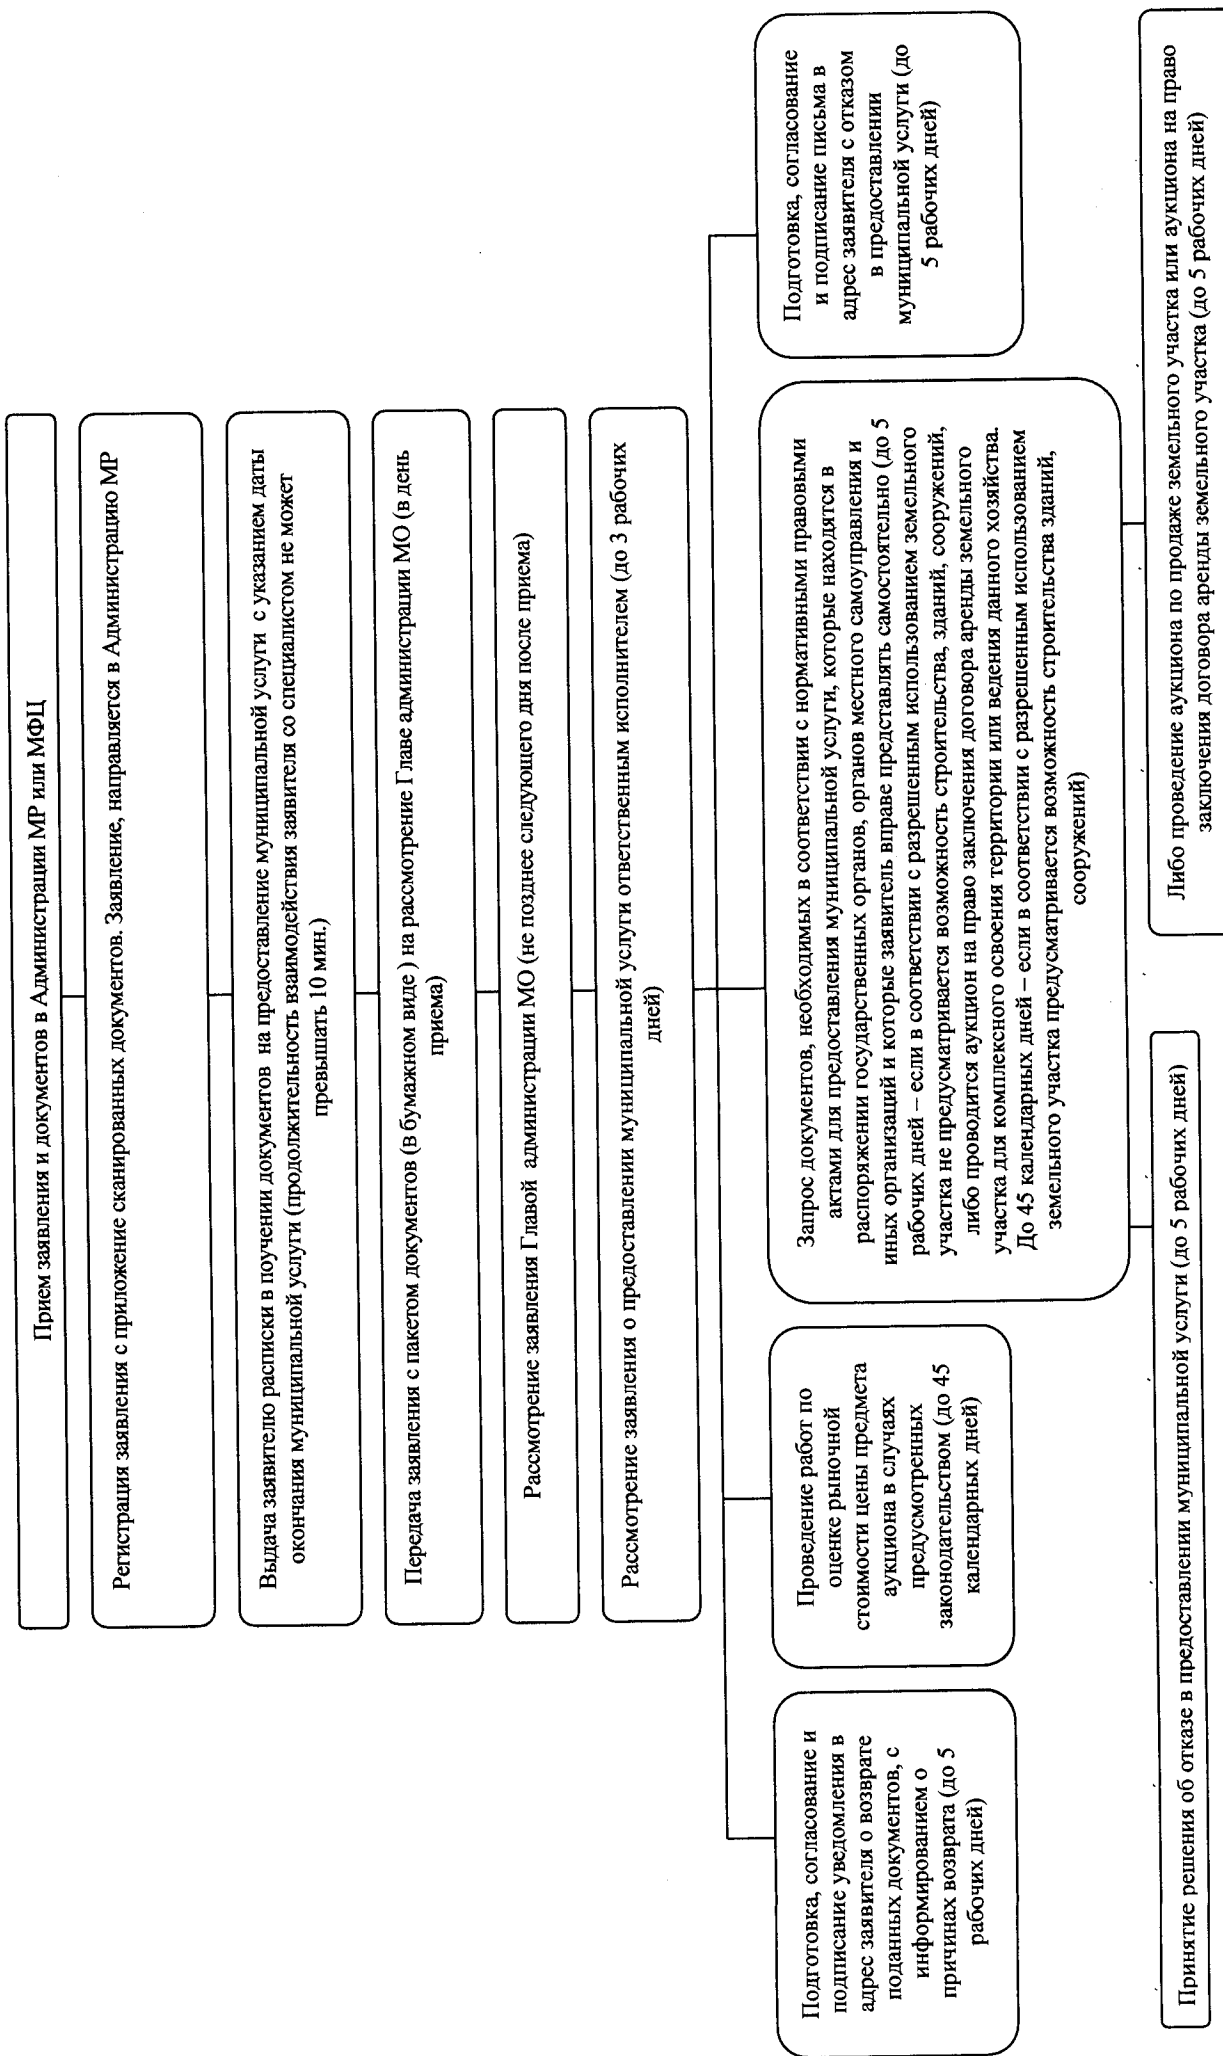 Прием заявления и документов в Администрации МР или МФЦ
Регистрация заявления с приложение сканированных документов. Заявление, направляется в Администрацию МР
Выдача заявителю расписки в поучении документов на предоставление муниципальной услуги с указанием даты
окончания муниципальной услуги (продолжительность взаимодействия заявителя со специалистом не может
превышать 10 мин.)
Передача заявления с пакетом документов (в бумажном виде ) на рассмотрение Главе администрации МО (в день
приема)
Рассмотрение заявления Главой администрации МО (не позднее следующего дня после приема)
Рассмотрение заявления о предоставлении муниципальной услуги ответственным исполнителем (до 3 рабочих
дней)
Подготовка, согласование и
подписание уведомления в
адрес заявителя о возврате
поданных документов, с
информированием о
причинах возврата (до 5
рабочих дней)
Проведение работ по
оценке рыночной
стоимости цены предмета
аукциона в случаях
предусмотренных
законодательством (до 45
календарных дней)
Запрос документов, необходимых в соответствии с нормативными правовыми
актами для предоставления муниципальной услуги, которые находятся в
распоряжении государственных органов, органов местного самоуправления и
иных организаций и которые заявитель вправе представлять самостоятельно (до 5
рабочих дней – если в соответствии с разрешенным использованием земельного
участка не предусматривается возможность строительства, зданий, сооружений,
либо проводится аукцион на право заключения договора аренды земельного
участка для комплексного освоения территории или ведения данного хозяйства.
До 45 календарных дней – если в соответствии с разрешенным использованием
земельного участка предусматривается возможность строительства зданий,
сооружений)
Подготовка, согласование
и подписание письма в
адрес заявителя с отказом
в предоставлении
муниципальной услуги (до
5 рабочих дней)
Принятие решения об отказе в предоставлении муниципальной услуги (до 5 рабочих дней)
Либо проведение аукциона по продаже земельного участка или аукциона на право
заключения договора аренды земельного участка (до 5 рабочих дней)